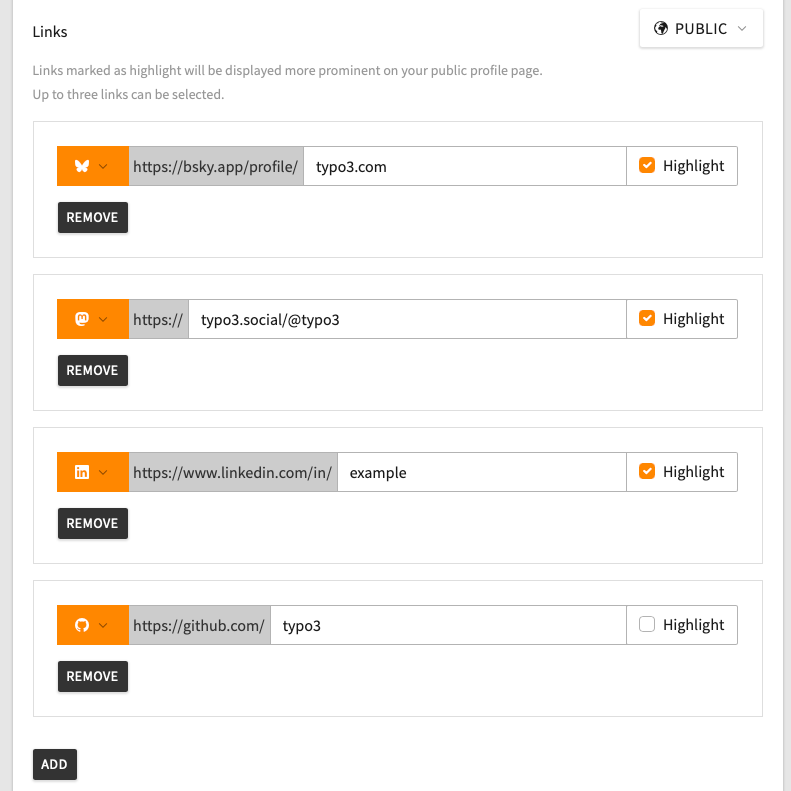 Links
PUBLIC
Links marked as highlight will be displayed more prominent on your public profile page.
Up to three links can be selected.
https://bsky.app/profile/ typo3.com Highlight
REMOVE
https:// typo3.social/@typo3 Highlight
REMOVE
https://www.linkedin.com/in/ example Highlight
REMOVE
https://github.com/ typo3 Highlight
REMOVE
ADD